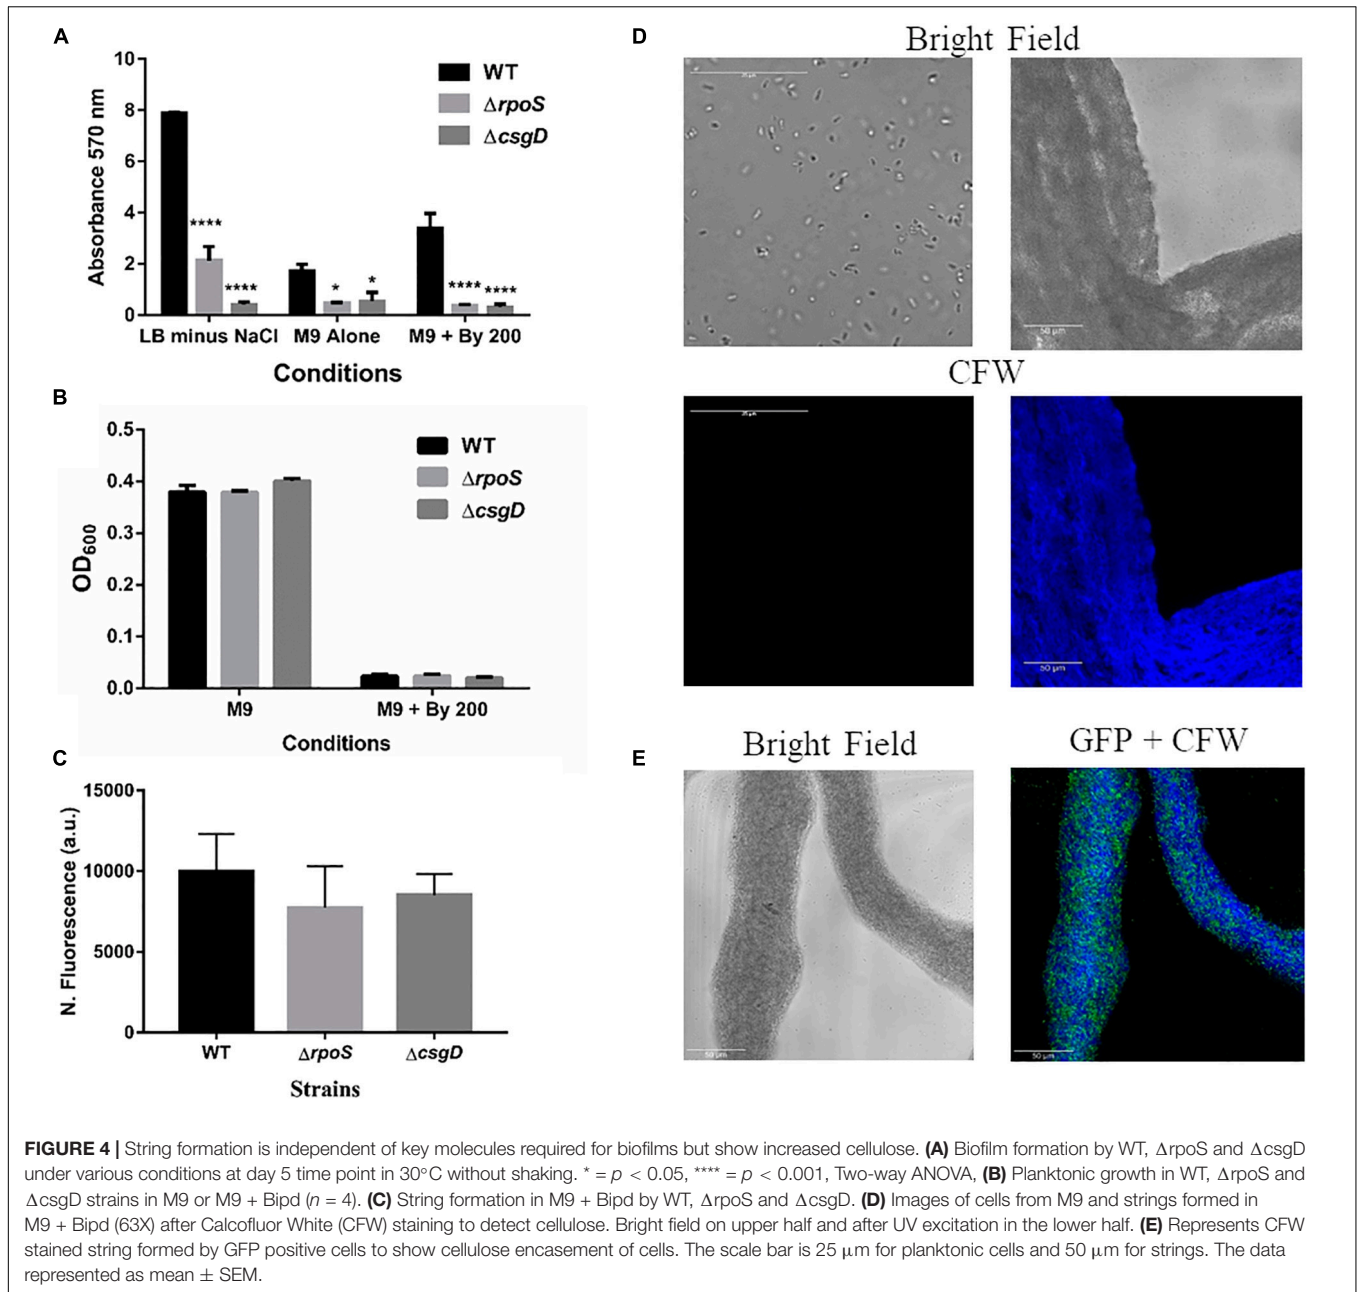 A
10
8
6
4
2
0
Absorbance 570 nm
WT
ΔrpoS
ΔcsgD
****
****
*
*
****
****
LB minus NaCl
M9 Alone
M9 + By 200
Conditions
B
0.5
0.4
0.3
0.2
0.1
0.0
OD600
WT
ΔrpoS
ΔcsgD
M9
M9 + By 200
Conditions
C
15000
10000
5000
0
N. Fluorescence (a.u.)
WT
ΔrpoS
ΔcsgD
Strains
D
Bright Field
50 µm
CFW
50 µm
E
Bright Field
GFP + CFW
50 µm
50 µm
FIGURE 4 | String formation is independent of key molecules required for biofilms but show increased cellulose. (A) Biofilm formation by WT, ΔrpoS and ΔcsgD
under various conditions at day 5 time point in 30°C without shaking. * = p < 0.05, **** = p < 0.001, Two-way ANOVA, (B) Planktonic growth in WT, ΔrpoS and
ΔcsgD strains in M9 or M9 + Bipd (n = 4). (C) String formation in M9 + Bipd by WT, ΔrpoS and ΔcsgD. (D) Images of cells from M9 and strings formed in
M9 + Bipd (63X) after Calcofluor White (CFW) staining to detect cellulose. Bright field on upper half and after UV excitation in the lower half. (E) Represents CFW
stained string formed by GFP positive cells to show cellulose encasement of cells. The scale bar is 25 µm for planktonic cells and 50 µm for strings. The data
represented as mean ± SEM.